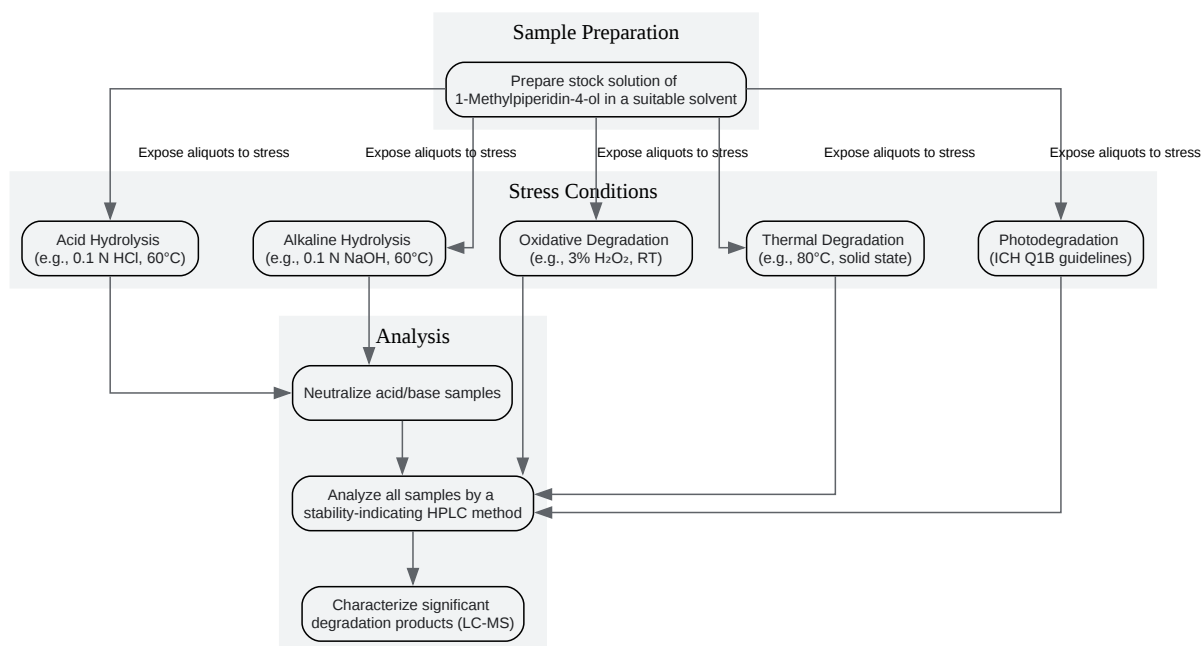 Sample Preparation
Prepare stock solution of
1-Methylpiperidin-4-ol in a suitable solvent
Expose aliquots to stress
Expose aliquots to stress
Expose aliquots to stress
Expose aliquots to stress
Expose aliquots to stress
Stress Conditions
Acid Hydrolysis
(e.g., 0.1 N HCl, 60°C)
Alkaline Hydrolysis
(e.g., 0.1 N NaOH, 60°C)
Oxidative Degradation
(e.g., 3% H₂O₂, RT)
Thermal Degradation
(e.g., 80°C, solid state)
Photodegradation
(ICH Q1B guidelines)
Analysis
Neutralize acid/base samples
Analyze all samples by a
stability-indicating HPLC method
Characterize significant
degradation products (LC-MS)